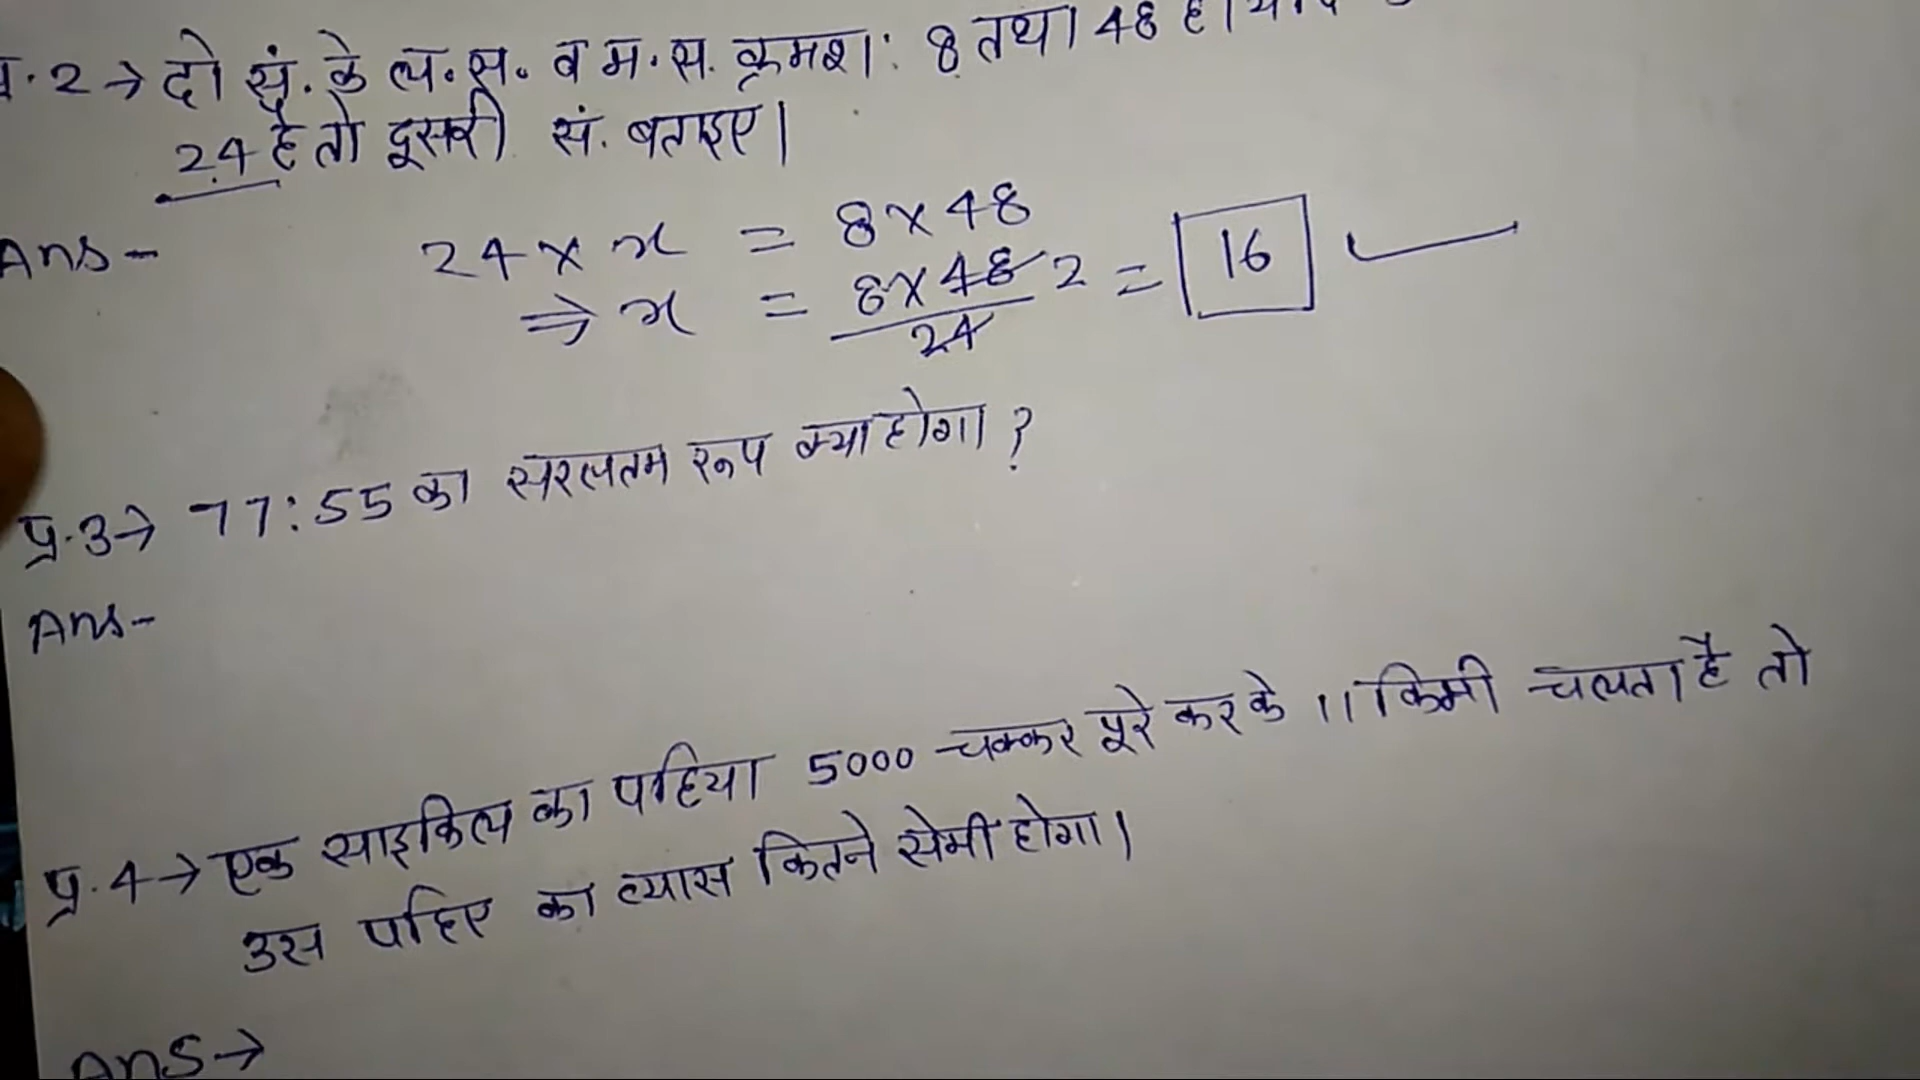 प्र.2→ दो सं. के ल.स. व म.स. क्रमश: 8 तथा 48 है। यदि
24 है तो दूसरी सं. बताइए।
Ans - 24 × x = 8 × 48
⇒ x = 8×48 2 / 24 = 16
प्र.3→ 77:55 का सरलतम रूप क्या होगा?
Ans-
प्र.4→ एक साइकिल का पहिया 5000 चक्कर पूरे करके 11 किमी चलता है तो
उस पहिए का व्यास कितने सेमी होगा।
Ans→